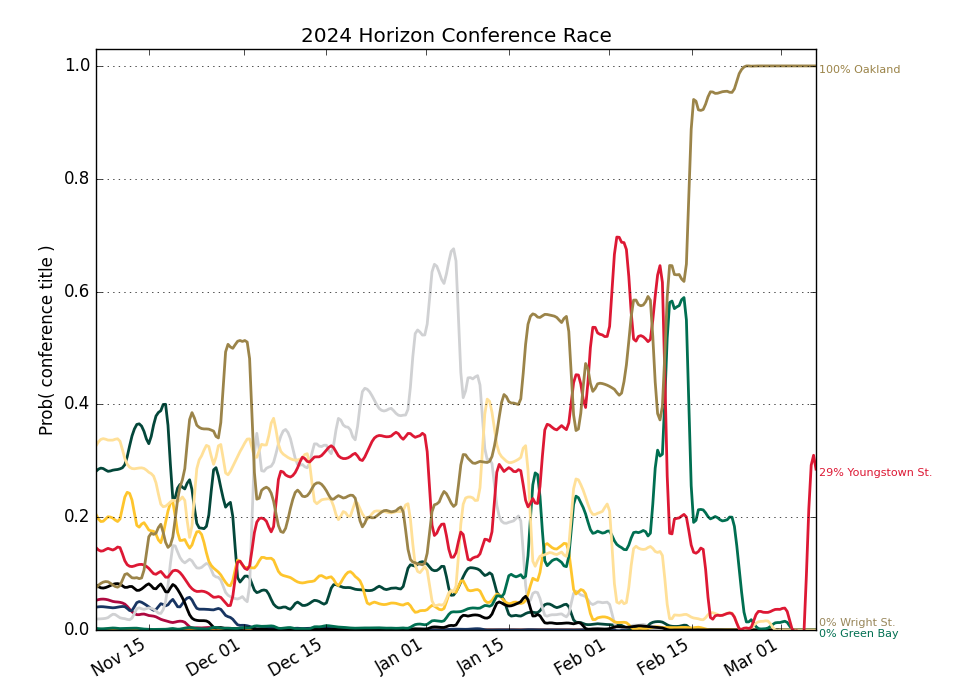 2024 Horizon Conference Race
Prob( conference title )
1.0
0.8
0.6
0.4
0.2
0.0
Nov 15
Dec 01
Dec 15
Jan 01
Jan 15
Feb 01
Feb 15
Mar 01
100% Oakland
29% Youngstown St.
0% Wright St.
0% Green Bay